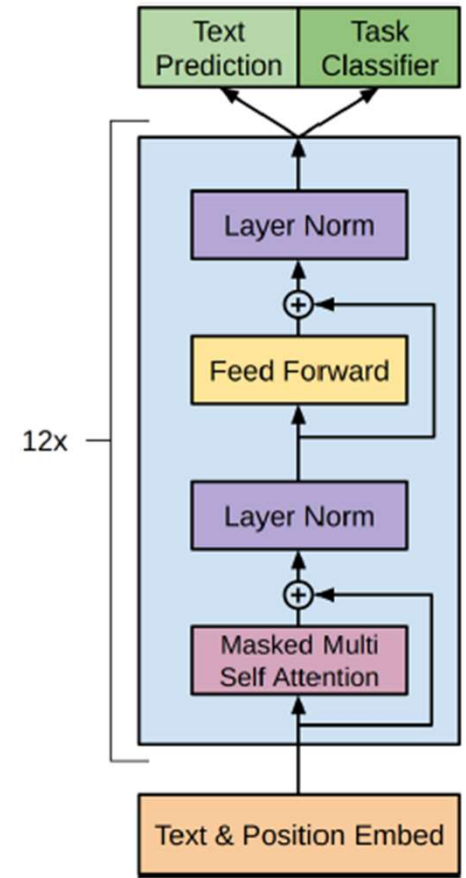 Text
Prediction
Task
Classifier
Layer Norm
Feed Forward
12x
Layer Norm
Masked Multi
Self Attention
Text & Position Embed